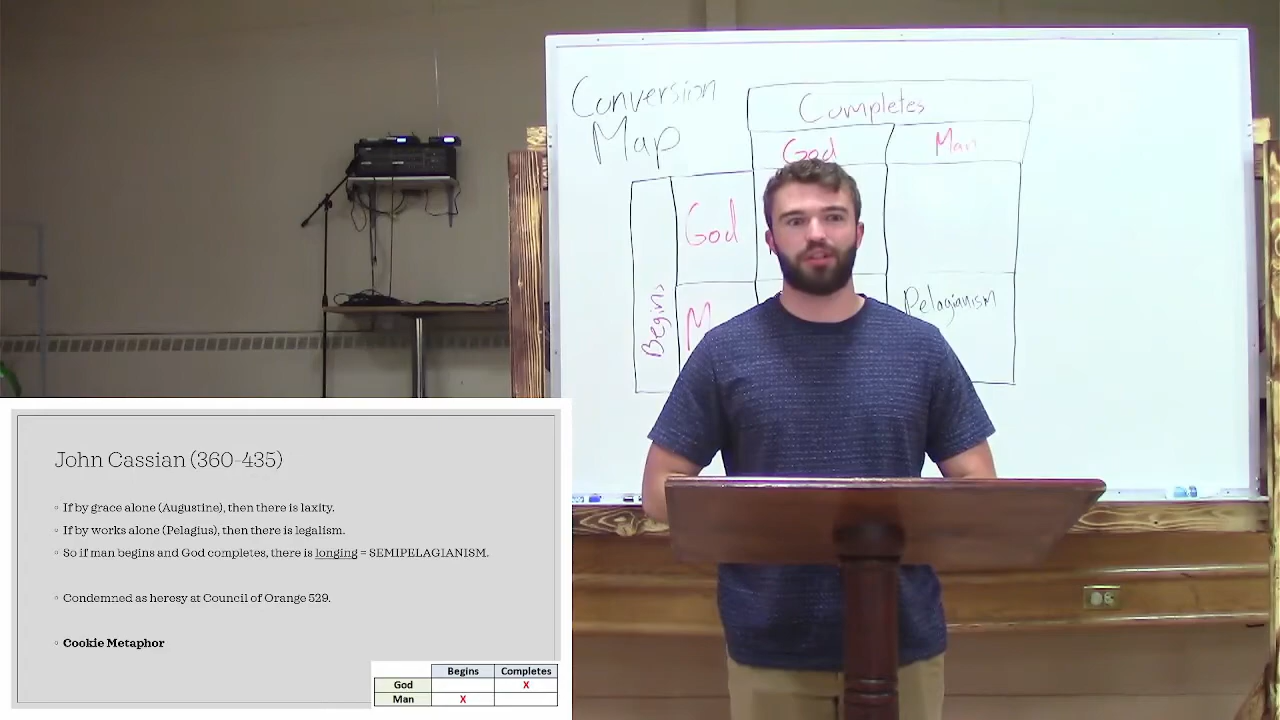 Conversion
Map
Completes
God Man
God
Begins
M
Pelagianism
John Cassian (360-435)
◦ If by grace alone (Augustine), then there is laxity.
◦ If by works alone (Pelagius), then there is legalism.
◦ So if man begins and God completes, there is longing = SEMIPELAGIANISM.
◦ Condemned as heresy at Council of Orange 529.
◦ Cookie Metaphor
Begins Completes
God X
Man X